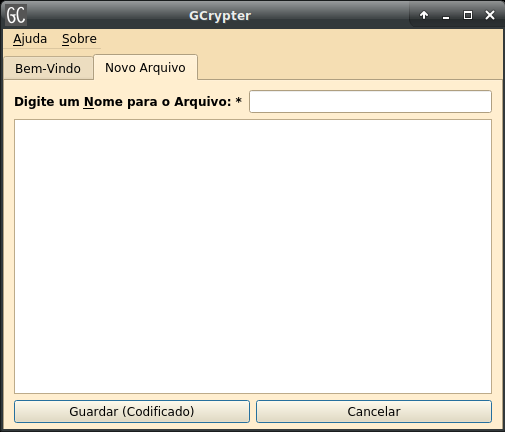 GC GCrypter
Ajuda Sobre
Bem-Vindo Novo Arquivo
Digite um Nome para o Arquivo: *
Guardar (Codificado) Cancelar